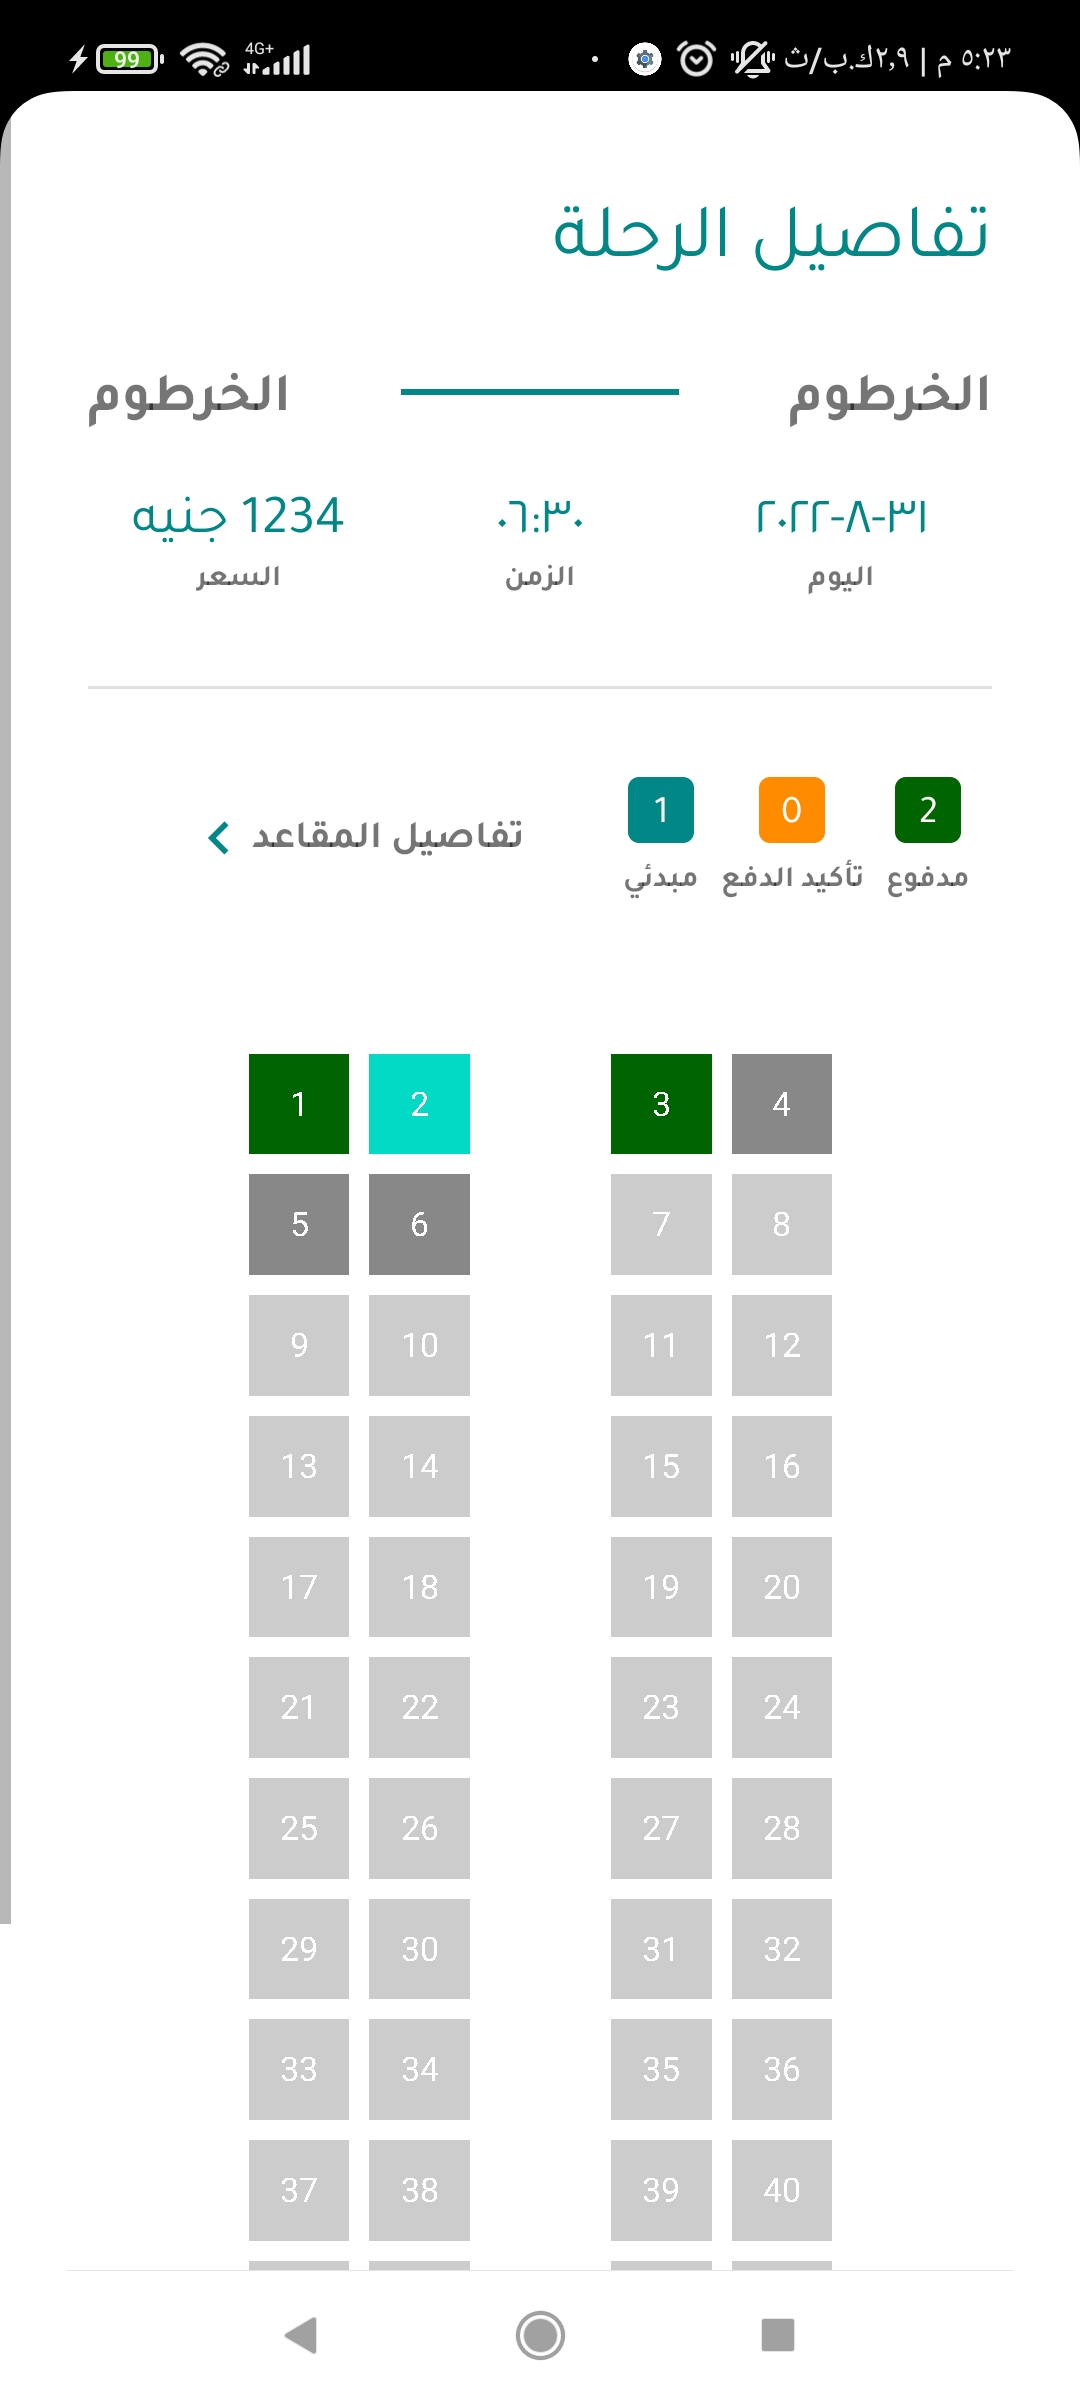 ٥:٢٣ م | ٢,٩ك.ب/ث
4G+
99
تفاصيل الرحلة
الخرطوم الخرطوم
٣١-٨-٢٠٢٢ ٠٦:٣٠ 1234 جنيه
اليوم الزمن السعر
2 0 1
مدفوع تأكيد الدفع مبدئي
تفاصيل المقاعد
1 2 3 4
5 6 7 8
9 10 11 12
13 14 15 16
17 18 19 20
21 22 23 24
25 26 27 28
29 30 31 32
33 34 35 36
37 38 39 40